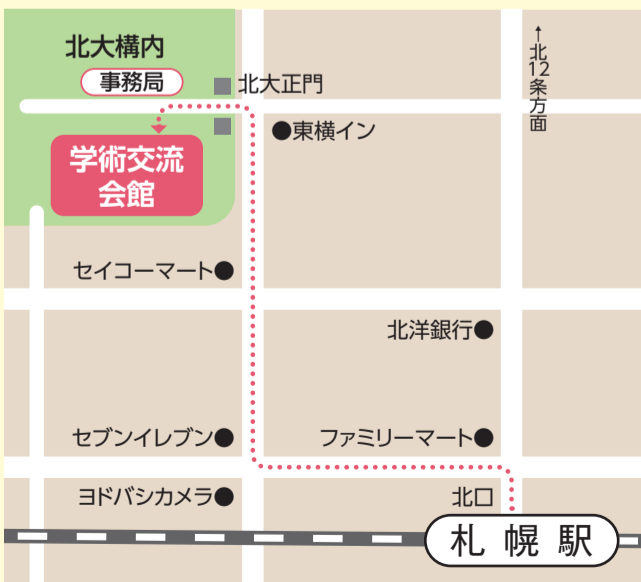 北大構内
事務局
北大正門
↑北12条方面
●東横イン
学術交流
会館
セイコーマート●
北洋銀行●
セブンイレブン●
ファミリーマート●
ヨドバシカメラ●
北口
札幌駅